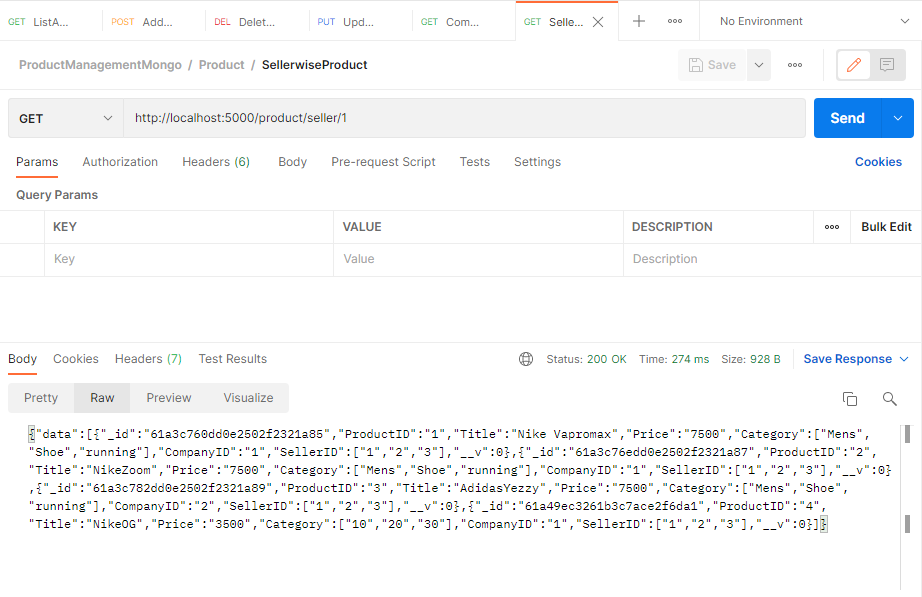 GET ListA... POST Add... DEL Delet... PUT Upd... GET Com... GET Selle... No Environment
ProductManagementMongo / Product / SellerwiseProduct Save
GET http://localhost:5000/product/seller/1 Send
Params Authorization Headers (6) Body Pre-request Script Tests Settings Cookies
Query Params
KEY VALUE DESCRIPTION Bulk Edit
Key Value Description
Body Cookies Headers (7) Test Results Status: 200 OK Time: 274 ms Size: 928 B Save Response
Pretty Raw Preview Visualize
{"data":[{"_id":"61a3c760dd0e2502f2321a85","ProductID":"1","Title":"Nike Vapromax","Price":"7500","Category":["Mens",
"Shoe","running"],"CompanyID":"1","SellerID":["1","2","3"],"__v":0},{"_id":"61a3c76edd0e2502f2321a87","ProductID":"2",
"Title":"NikeZoom","Price":"7500","Category":["Mens","Shoe","running"],"CompanyID":"1","SellerID":["1","2","3"],"__v":0}
,{"_id":"61a3c782dd0e2502f2321a89","ProductID":"3","Title":"AdidasYezzy","Price":"7500","Category":["Mens","Shoe",
"running"],"CompanyID":"2","SellerID":["1","2","3"],"__v":0},{"_id":"61a49ec3261b3c7ace2f6da1","ProductID":"4",
"Title":"NikeOG","Price":"3500","Category":["10","20","30"],"CompanyID":"1","SellerID":["1","2","3"],"__v":0}]}